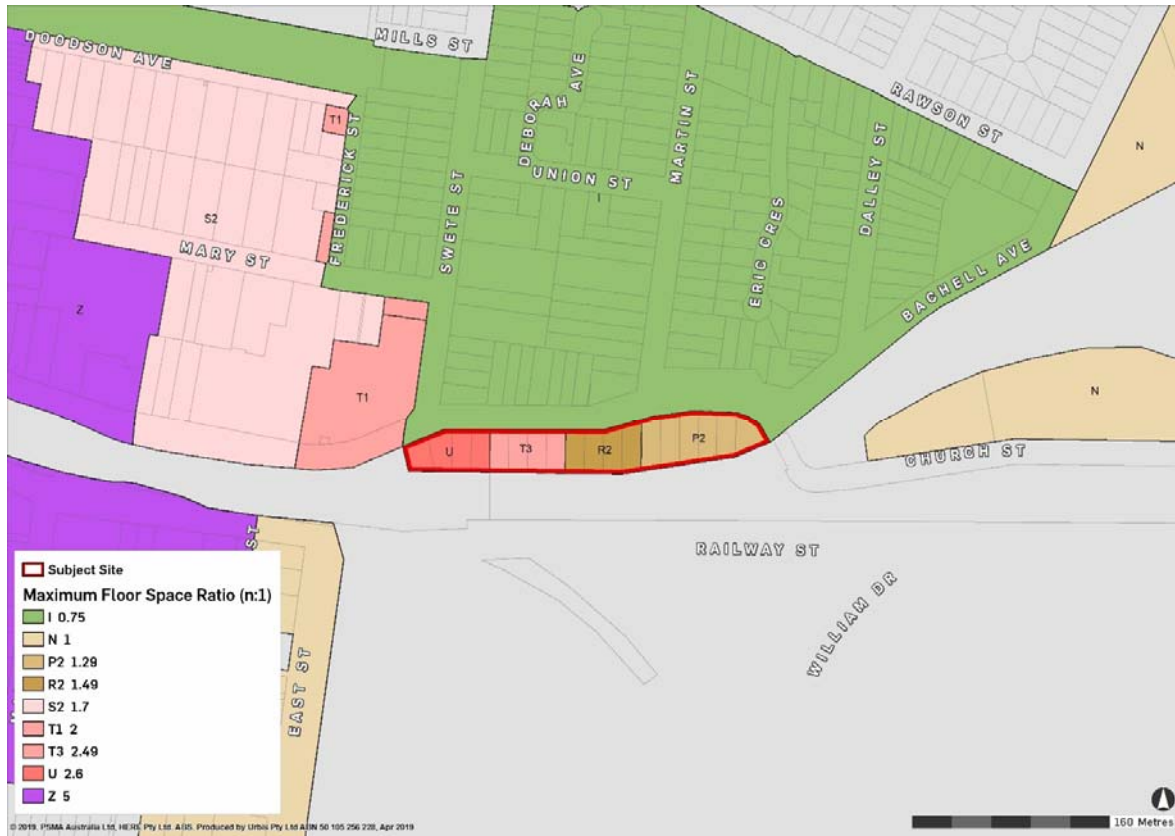 DOODSON AVE
MILLS ST
DEBORAH AVE
MARTIN ST
RAWSON ST
T1
FREDERICK ST
N
SWETE ST
UNION ST
I
DALLEY ST
S2
MARY ST
ERIC CRES
BACHELL AVE
Z
T1
N
U
T3
R2
P2
CHURCH ST
RAILWAY ST
WILLIAM DR
EAST ST
ST
Subject Site
Maximum Floor Space Ratio (n:1)
I 0.75
N 1
P2 1.29
R2 1.49
S2 1.7
T1 2
T3 2.49
U 2.6
Z 5
© 2019. PSMA Australia Ltd, HERE Pty Ltd. ABS. Produced by Urbis Pty Ltd ABN 50 105 256 228, Apr 2019
160 Metres